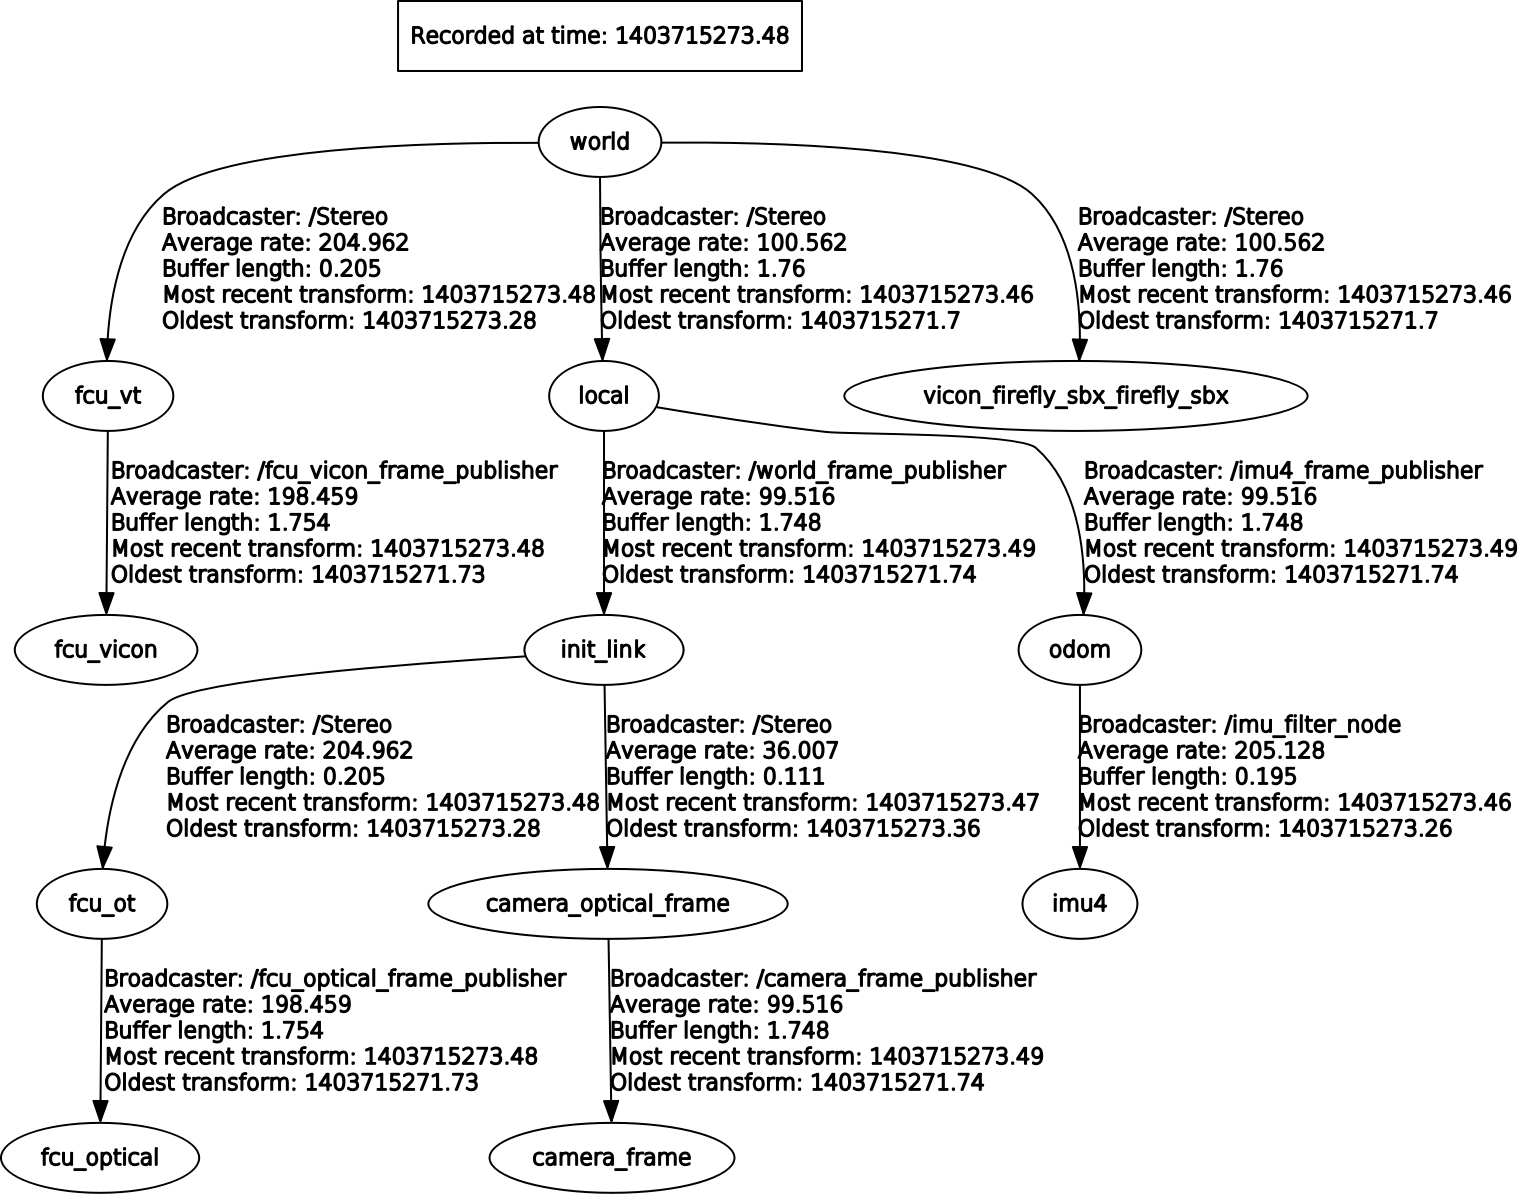 Recorded at time: 1403715273.48
world
Broadcaster: /Stereo
Average rate: 204.962
Buffer length: 0.205
Most recent transform: 1403715273.48
Oldest transform: 1403715273.28
Broadcaster: /Stereo
Average rate: 100.562
Buffer length: 1.76
Most recent transform: 1403715273.46
Oldest transform: 1403715271.7
Broadcaster: /Stereo
Average rate: 100.562
Buffer length: 1.76
Most recent transform: 1403715273.46
Oldest transform: 1403715271.7
fcu_vt
local
vicon_firefly_sbx_firefly_sbx
Broadcaster: /fcu_vicon_frame_publisher
Average rate: 198.459
Buffer length: 1.754
Most recent transform: 1403715273.48
Oldest transform: 1403715271.73
Broadcaster: /world_frame_publisher
Average rate: 99.516
Buffer length: 1.748
Most recent transform: 1403715273.49
Oldest transform: 1403715271.74
Broadcaster: /imu4_frame_publisher
Average rate: 99.516
Buffer length: 1.748
Most recent transform: 1403715273.49
Oldest transform: 1403715271.74
fcu_vicon
init_link
odom
Broadcaster: /Stereo
Average rate: 204.962
Buffer length: 0.205
Most recent transform: 1403715273.48
Oldest transform: 1403715273.28
Broadcaster: /Stereo
Average rate: 36.007
Buffer length: 0.111
Most recent transform: 1403715273.47
Oldest transform: 1403715273.36
Broadcaster: /imu_filter_node
Average rate: 205.128
Buffer length: 0.195
Most recent transform: 1403715273.46
Oldest transform: 1403715273.26
fcu_ot
camera_optical_frame
imu4
Broadcaster: /fcu_optical_frame_publisher
Average rate: 198.459
Buffer length: 1.754
Most recent transform: 1403715273.48
Oldest transform: 1403715271.73
Broadcaster: /camera_frame_publisher
Average rate: 99.516
Buffer length: 1.748
Most recent transform: 1403715273.49
Oldest transform: 1403715271.74
fcu_optical
camera_frame